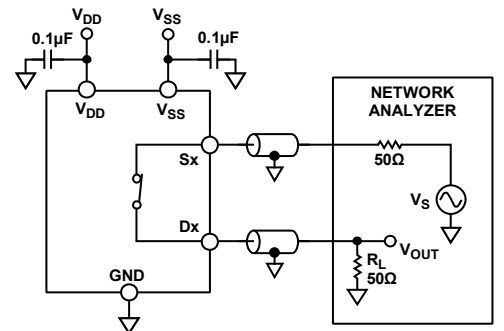 VDD
VSS
0.1µF
0.1µF
VDD
VSS
NETWORK
ANALYZER
Sx
50Ω
VS
Dx
VOUT
RL
50Ω
GND